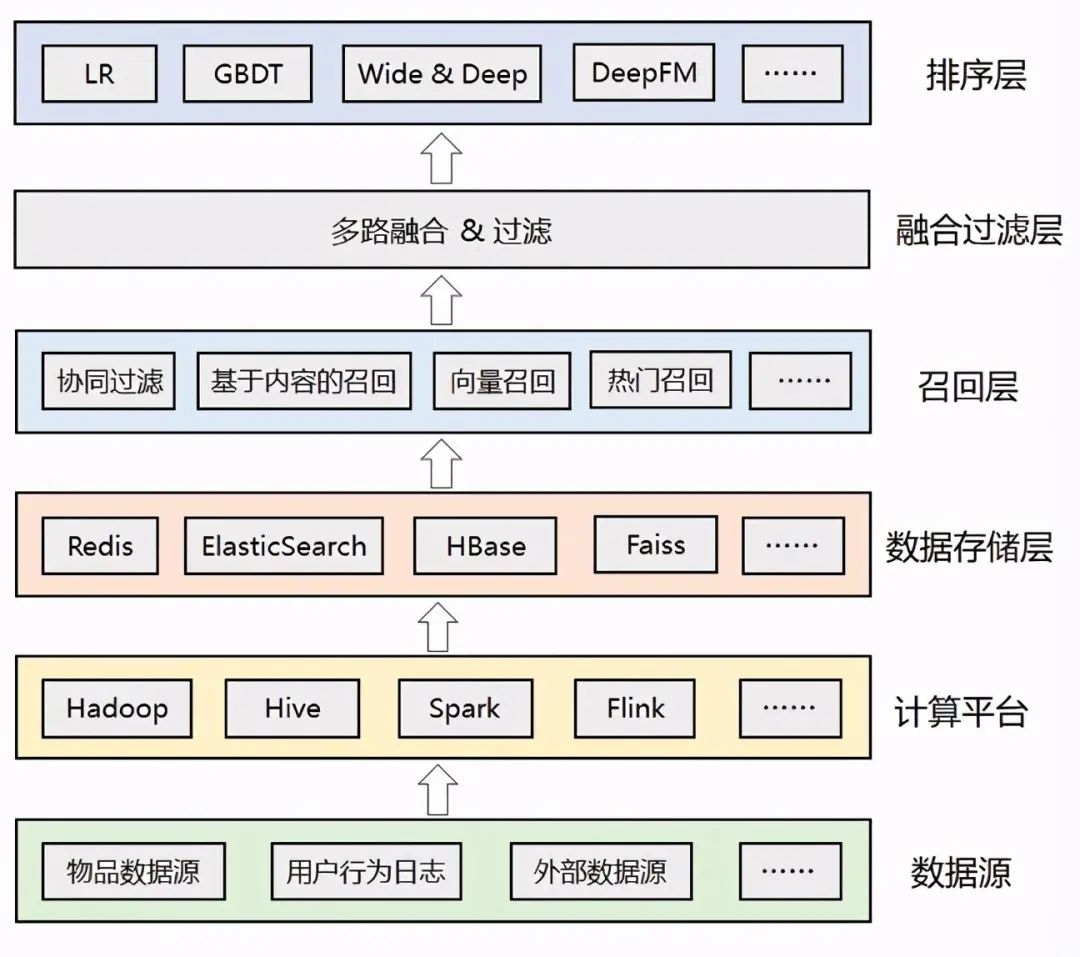 LR GBDT Wide & Deep DeepFM …… 排序层
多路融合 & 过滤 融合过滤层
协同过滤 基于内容的召回 向量召回 热门召回 …… 召回层
Redis ElasticSearch HBase Faiss …… 数据存储层
Hadoop Hive Spark Flink …… 计算平台
物品数据源 用户行为日志 外部数据源 …… 数据源